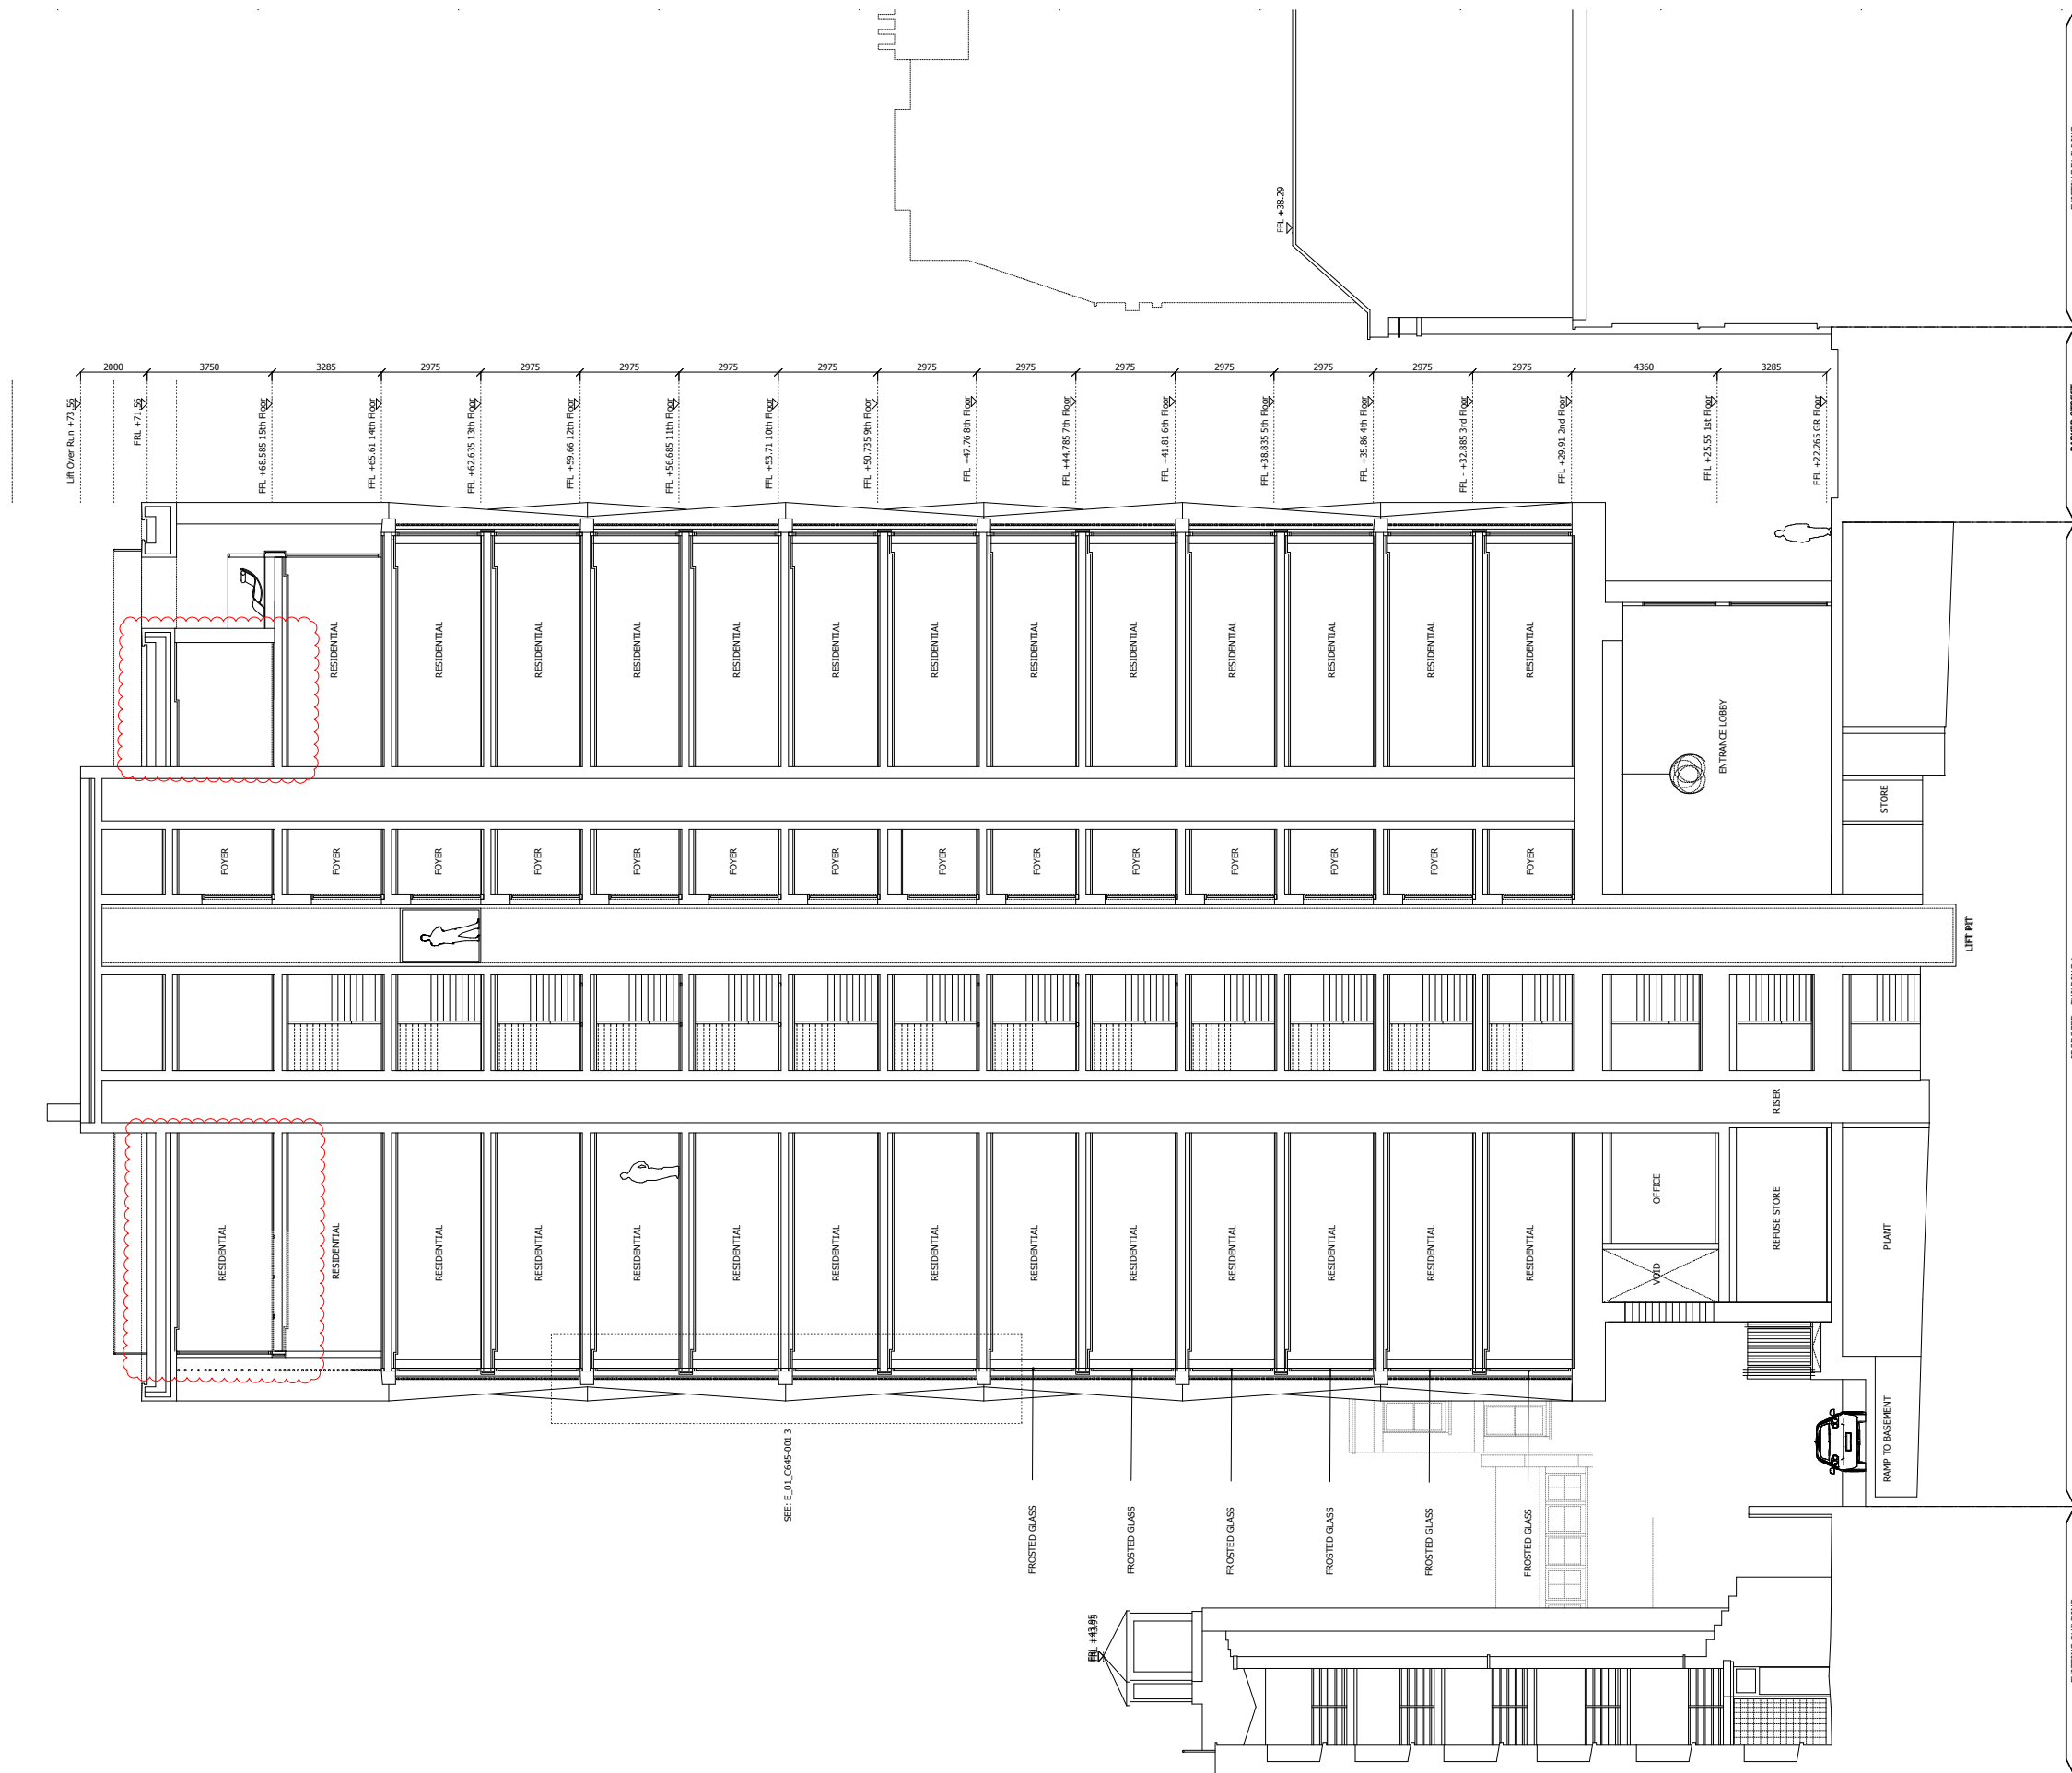 2000
3750
3285
2975
2975
2975
2975
2975
2975
2975
2975
2975
2975
2975
2975
4360
3285
Lift Over Run +73.56
FRL +71.56
FFL +68.585 15th Floor
FFL +65.61 14th Floor
FFL +62.635 13th Floor
FFL +59.66 12th Floor
FFL +56.685 11th Floor
FFL +53.71 10th Floor
FFL +50.735 9th Floor
FFL +47.76 8th Floor
FFL +44.785 7th Floor
FFL +41.81 6th Floor
FFL +38.835 5th Floor
FFL +35.86 4th Floor
FFL - +32.885 3rd Floor
FFL +29.91 2nd Floor
FFL +25.55 1st Floor
FFL +22.265 GR Floor
FFL +38.29
RESIDENTIAL
RESIDENTIAL
RESIDENTIAL
RESIDENTIAL
RESIDENTIAL
RESIDENTIAL
RESIDENTIAL
RESIDENTIAL
RESIDENTIAL
RESIDENTIAL
RESIDENTIAL
RESIDENTIAL
RESIDENTIAL
ENTRANCE LOBBY
STORE
FOYER
FOYER
FOYER
FOYER
FOYER
FOYER
FOYER
FOYER
FOYER
FOYER
FOYER
FOYER
FOYER
FOYER
LIFT PIT
RISER
RESIDENTIAL
RESIDENTIAL
RESIDENTIAL
RESIDENTIAL
RESIDENTIAL
RESIDENTIAL
RESIDENTIAL
RESIDENTIAL
RESIDENTIAL
RESIDENTIAL
RESIDENTIAL
RESIDENTIAL
RESIDENTIAL
RESIDENTIAL
OFFICE
VOID
REFUSE STORE
PLANT
RAMP TO BASEMENT
SEE: E_01_C645-001 3
FROSTED GLASS
FROSTED GLASS
FROSTED GLASS
FROSTED GLASS
FROSTED GLASS
FROSTED GLASS